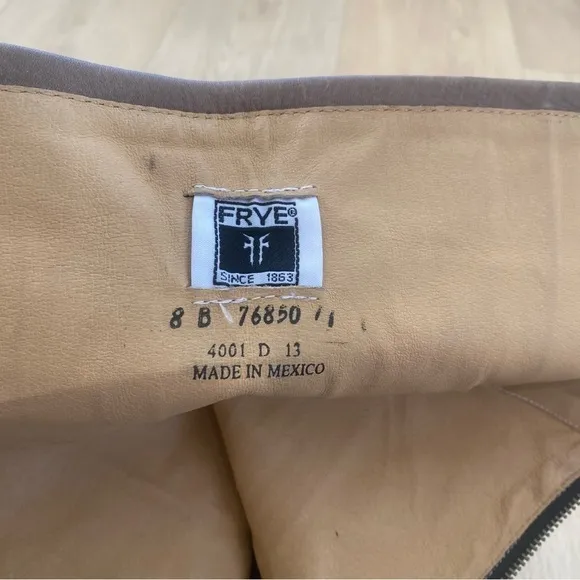 FRYE®
SINCE 1863
8 B 76850
4001 D 13
MADE IN MEXICO